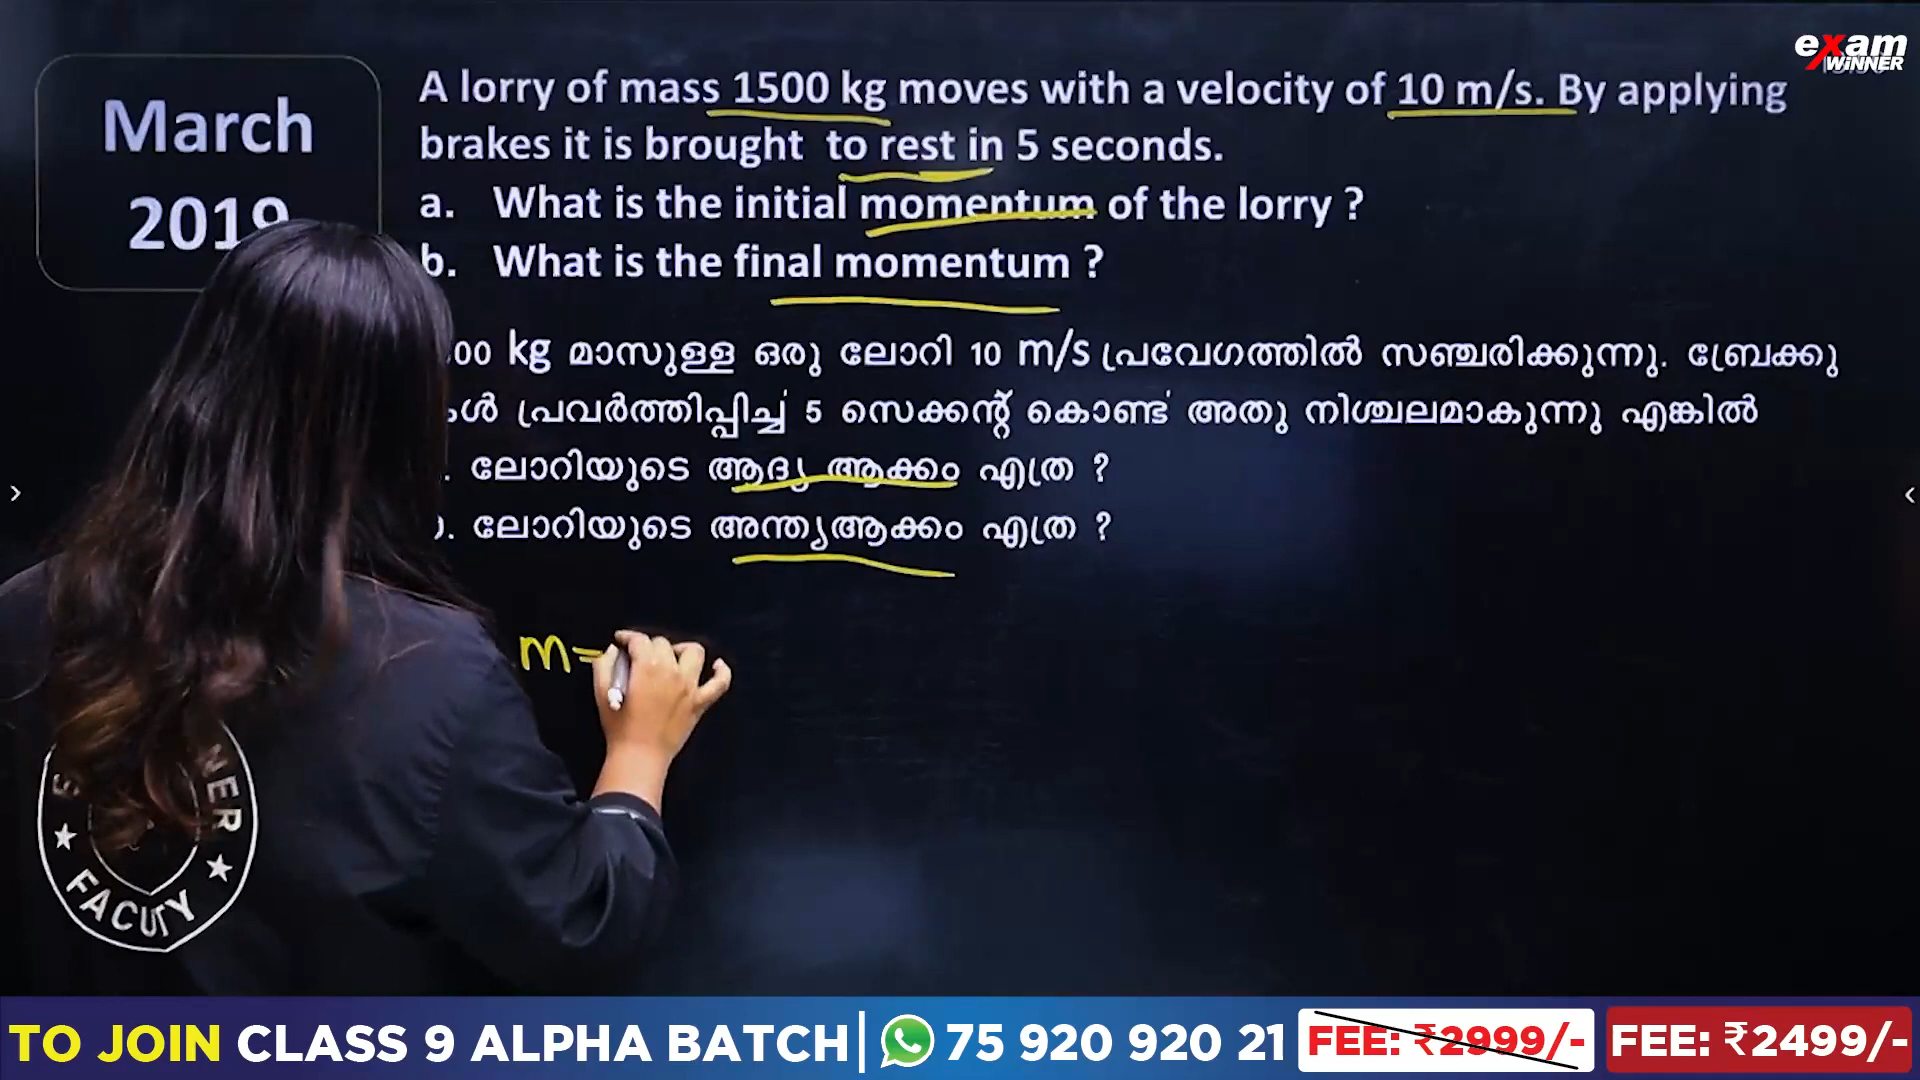 exam
WINNER
March
2019
A lorry of mass 1500 kg moves with a velocity of 10 m/s. By applying
brakes it is brought to rest in 5 seconds.
a. What is the initial momentum of the lorry ?
b. What is the final momentum ?
kg മാസുള്ള ഒരു ലോറി 10 m/s പ്രവേഗത്തിൽ സഞ്ചരിക്കുന്നു. ബ്രേക്കു
കൾ പ്രവർത്തിപ്പിച്ച് 5 സെക്കന്റ് കൊണ്ട് അതു നിശ്ചലമാകുന്നു എങ്കിൽ
ലോറിയുടെ ആദ്യ ആക്കം എത്ര ?
ലോറിയുടെ അന്ത്യആക്കം എത്ര ?
m=
FACUTY
TO JOIN CLASS 9 ALPHA BATCH 75 920 920 21 FEE: ₹2999/- FEE: ₹2499/-